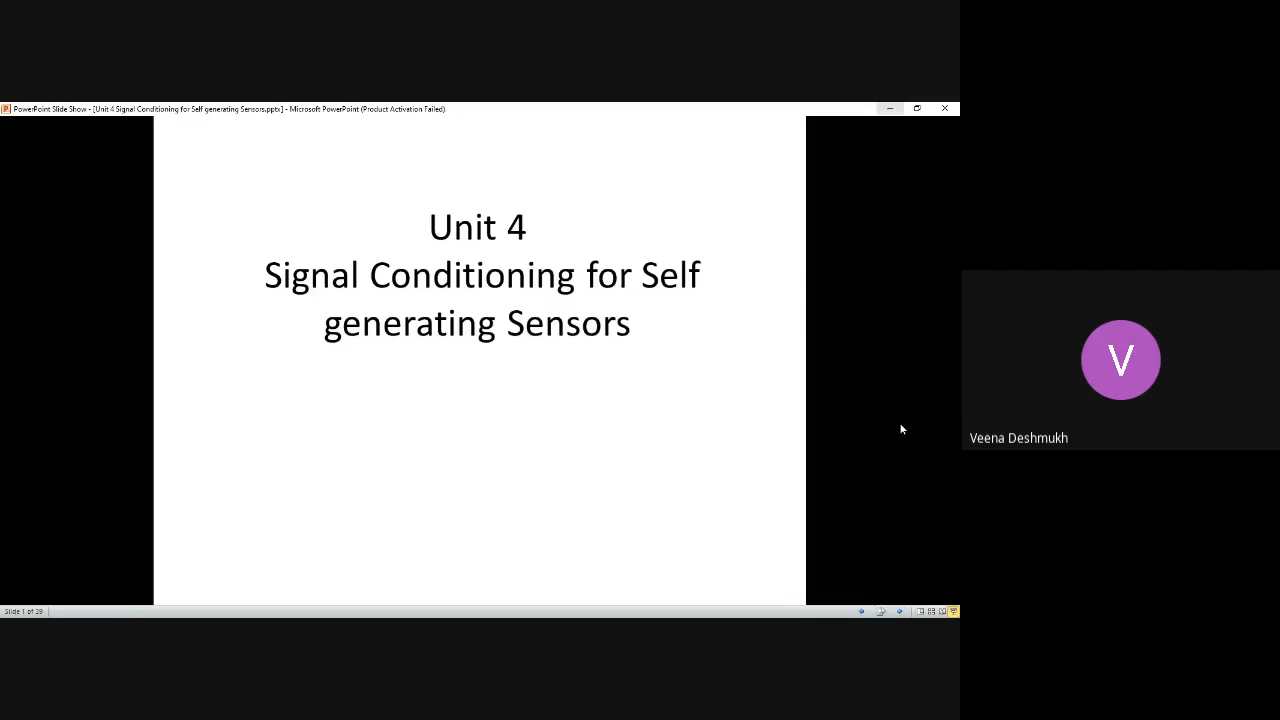 PowerPoint Slide Show - [Unit 4 Signal Conditioning for Self generating Sensors.pptx] - Microsoft PowerPoint (Product Activation Failed)
Unit 4
Signal Conditioning for Self
generating Sensors
V
Veena Deshmukh
Slide 1 of 39